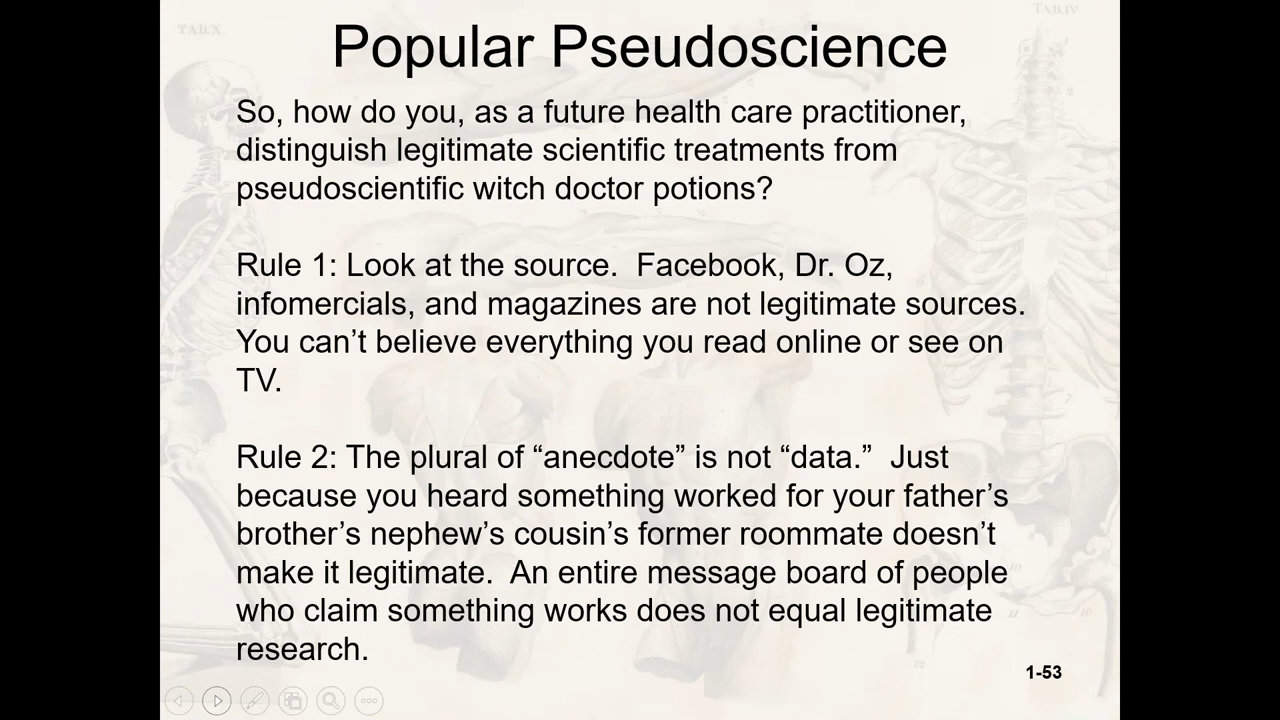 TAB.X.
TAB.IV
Popular Pseudoscience
So, how do you, as a future health care practitioner,
distinguish legitimate scientific treatments from
pseudoscientific witch doctor potions?
Rule 1: Look at the source.  Facebook, Dr. Oz,
infomercials, and magazines are not legitimate sources.
You can’t believe everything you read online or see on
TV.
Rule 2: The plural of “anecdote” is not “data.”  Just
because you heard something worked for your father’s
brother’s nephew’s cousin’s former roommate doesn’t
make it legitimate.  An entire message board of people
who claim something works does not equal legitimate
research.
1-53